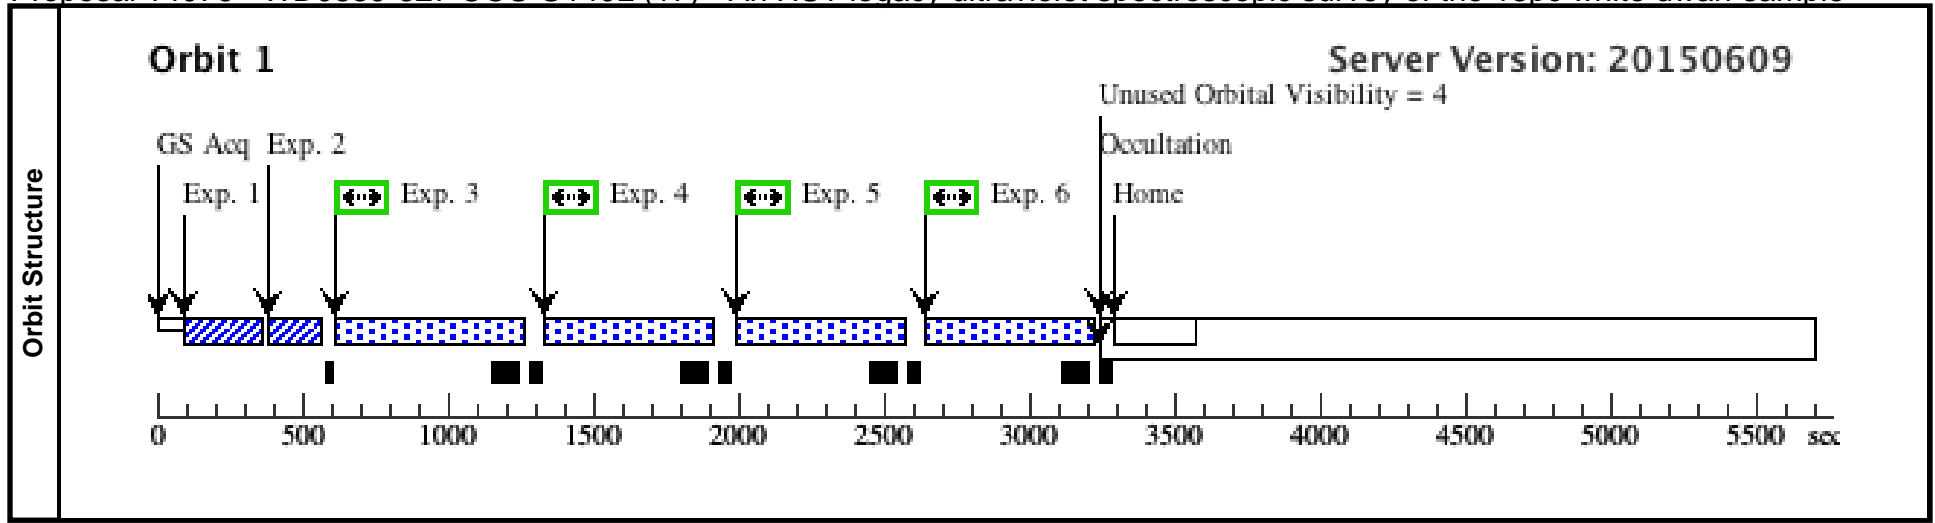 Orbit 1
Server Version: 20150609
Unused Orbital Visibility = 4
GS Acq Exp. 2
Occultation
Exp. 1
Exp. 3
Exp. 4
Exp. 5
Exp. 6
Home
Orbit Structure
0 500 1000 1500 2000 2500 3000 3500 4000 4500 5000 5500 sec